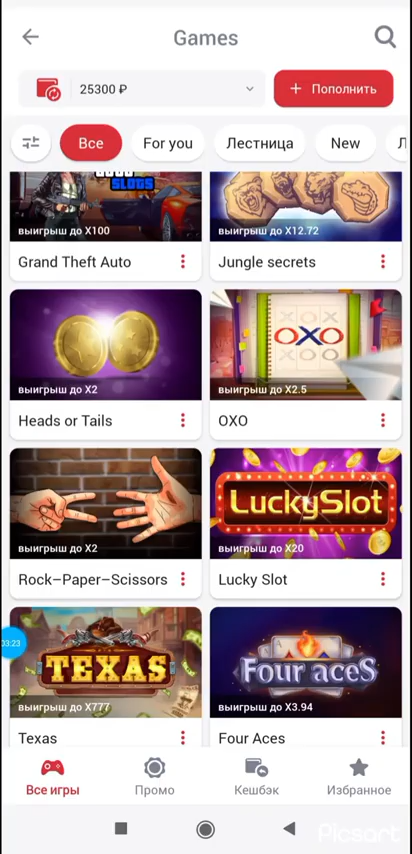 Games
25300 ₽
+ Пополнить
Все
For you
Лестница
New
SLOTS
выигрыш до X100
выигрыш до X12.72
Grand Theft Auto
Jungle secrets
OXO
выигрыш до X2
выигрыш до X2.5
Heads or Tails
OXO
LuckySlot
выигрыш до X2
выигрыш до X20
Rock–Paper–Scissors
Lucky Slot
03:23
TEXAS
Four aces
выигрыш до X777
выигрыш до X3.94
Texas
Four Aces
Все игры
Промо
Кешбэк
Избранное
Picsart